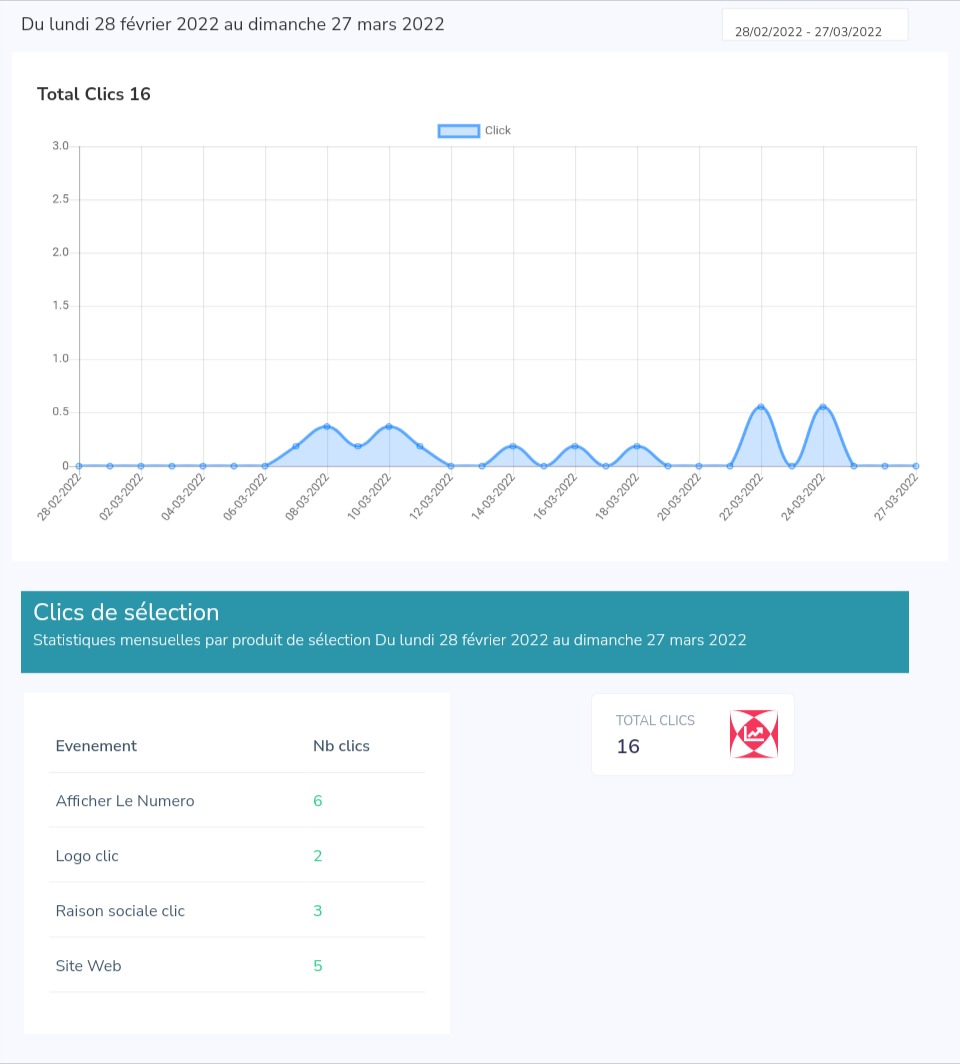 Du lundi 28 février 2022 au dimanche 27 mars 2022
28/02/2022 - 27/03/2022
Total Clics 16
Click
3.0
2.5
2.0
1.5
1.0
0.5
0
28-02-2022
02-03-2022
04-03-2022
06-03-2022
08-03-2022
10-03-2022
12-03-2022
14-03-2022
16-03-2022
18-03-2022
20-03-2022
22-03-2022
24-03-2022
27-03-2022
Clics de sélection
Statistiques mensuelles par produit de sélection Du lundi 28 février 2022 au dimanche 27 mars 2022
Evenement Nb clics
Afficher Le Numero 6
Logo clic 2
Raison sociale clic 3
Site Web 5
TOTAL CLICS
16